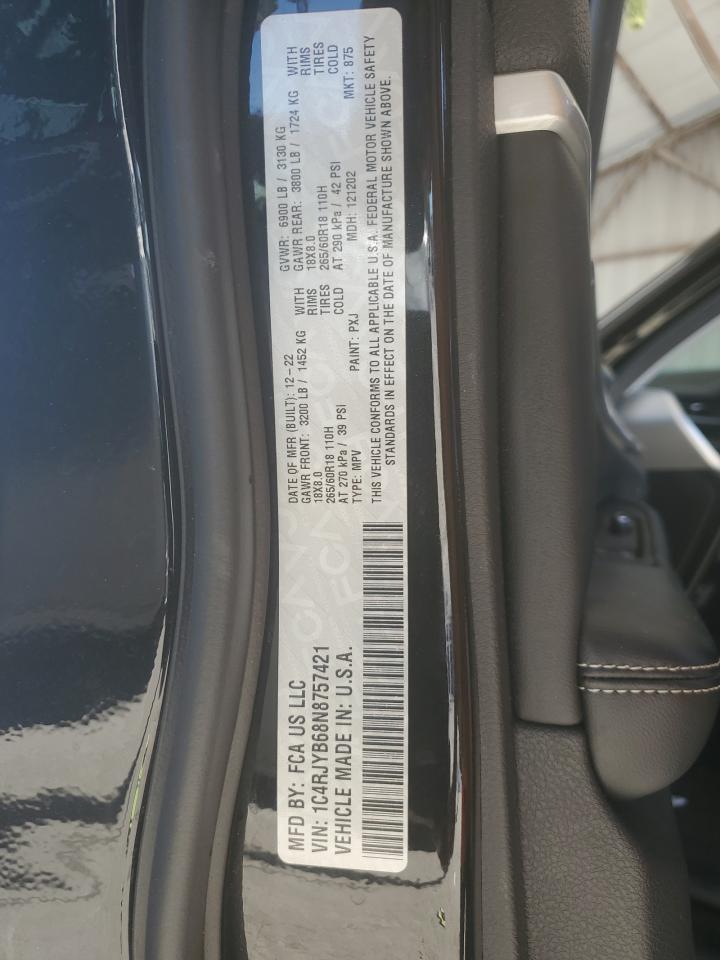 MFD BY: FCA US LLC
VIN: 1C4RJYB68N8757421
VEHICLE MADE IN: U.S.A.
DATE OF MFR (BUILT): 12-22
GVWR: 6900 LB / 3130 KG
GAWR FRONT: 3200 LB / 1452 KG WITH
GAWR REAR: 3800 LB / 1724 KG WITH
18X8.0 RIMS
18X8.0 RIMS
265/60R18 110H TIRES
265/60R18 110H TIRES
AT 270 kPa / 39 PSI COLD
AT 290 kPa / 42 PSI COLD
TYPE: MPV PAINT: PXJ MDH: 121202 MKT: 875
THIS VEHICLE CONFORMS TO ALL APPLICABLE U.S.A. FEDERAL MOTOR VEHICLE SAFETY
STANDARDS IN EFFECT ON THE DATE OF MANUFACTURE SHOWN ABOVE.